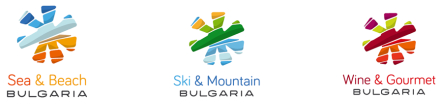 Sea & Beach
BULGARIA
Ski & Mountain
BULGARIA
Wine & Gourmet
BULGARIA